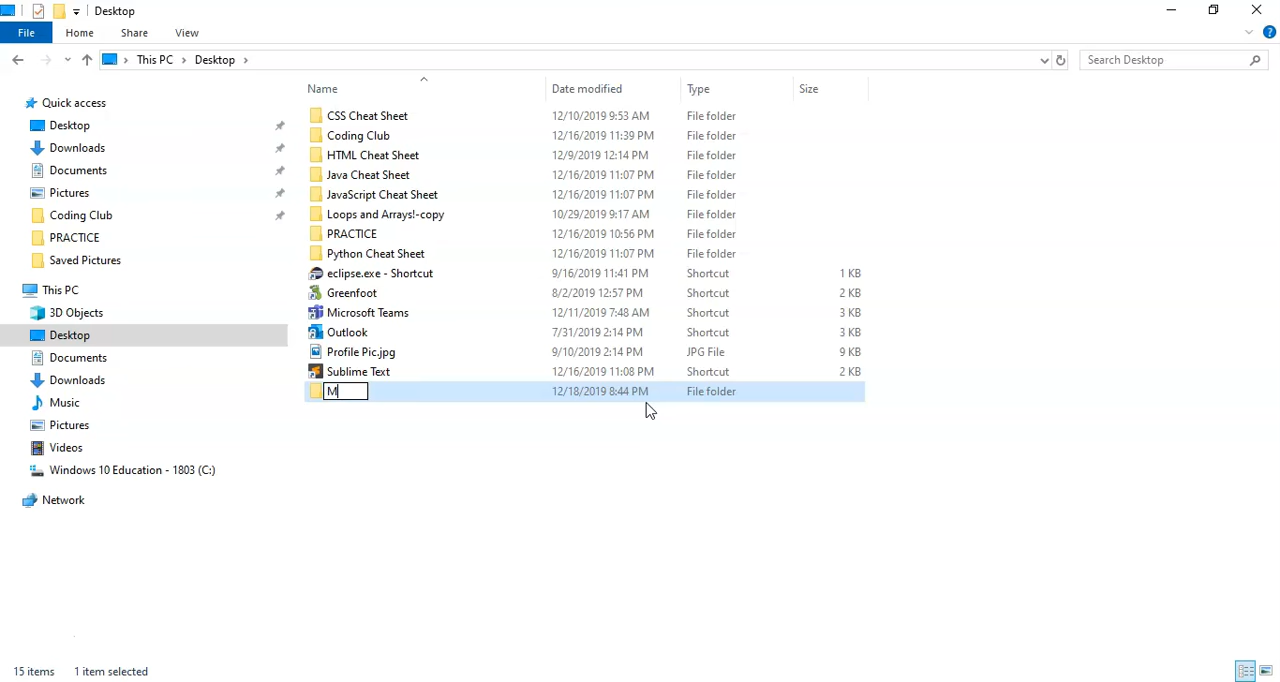 Desktop
File Home Share View ?
This PC > Desktop > Search Desktop
Name Date modified Type Size
Quick access
Desktop
Downloads
Documents
Pictures
Coding Club
PRACTICE
Saved Pictures
This PC
3D Objects
Desktop
Documents
Downloads
Music
Pictures
Videos
Windows 10 Education - 1803 (C:)
Network
CSS Cheat Sheet 12/10/2019 9:53 AM File folder
Coding Club 12/16/2019 11:39 PM File folder
HTML Cheat Sheet 12/9/2019 12:14 PM File folder
Java Cheat Sheet 12/16/2019 11:07 PM File folder
JavaScript Cheat Sheet 12/16/2019 11:07 PM File folder
Loops and Arrays!-copy 10/29/2019 9:17 AM File folder
PRACTICE 12/16/2019 10:56 PM File folder
Python Cheat Sheet 12/16/2019 11:07 PM File folder
eclipse.exe - Shortcut 9/16/2019 11:41 PM Shortcut 1 KB
Greenfoot 8/2/2019 12:57 PM Shortcut 2 KB
Microsoft Teams 12/11/2019 7:48 AM Shortcut 3 KB
Outlook 7/31/2019 2:14 PM Shortcut 3 KB
Profile Pic.jpg 9/10/2019 2:14 PM JPG File 9 KB
Sublime Text 12/16/2019 11:08 PM Shortcut 2 KB
M 12/18/2019 8:44 PM File folder
15 items 1 item selected